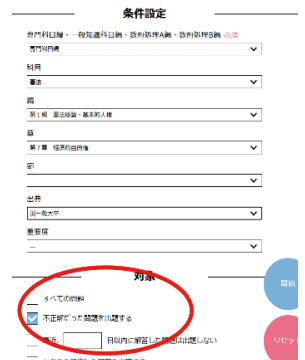 条件設定
専門科目編・一般知識科目編・数的処理A編・数的処理B編 必須
専門科目編
科目
憲法
編
第1編 憲法総論・基本的人権
章
第7章 経済的自由権
節
出典
国一般大卒
重要度
—
対象
すべての問題
不正解だった問題を出題する
最近、 日以内に解答した問題は出題しない
開始
リセッ